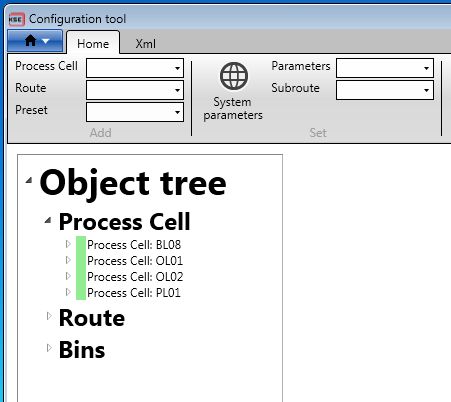 KSE Configuration tool
Home Xml
Process Cell
Route
Preset
Add
System
parameters
Parameters
Subroute
Set
Object tree
Process Cell
Process Cell: BL08
Process Cell: OL01
Process Cell: OL02
Process Cell: PL01
Route
Bins